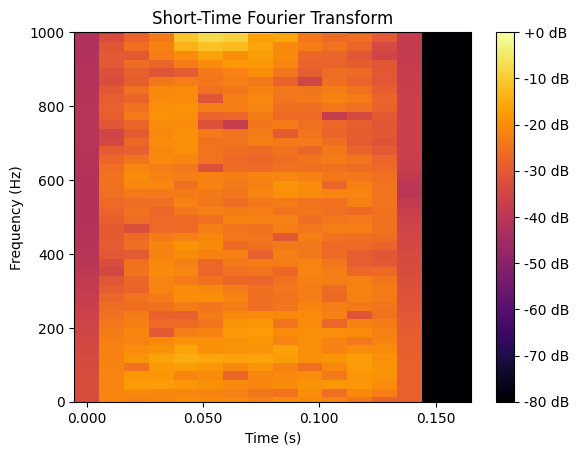 Short-Time Fourier Transform
1000
800
600
400
200
0
Frequency (Hz)
0.000
0.050
0.100
0.150
Time (s)
+0 dB
-10 dB
-20 dB
-30 dB
-40 dB
-50 dB
-60 dB
-70 dB
-80 dB